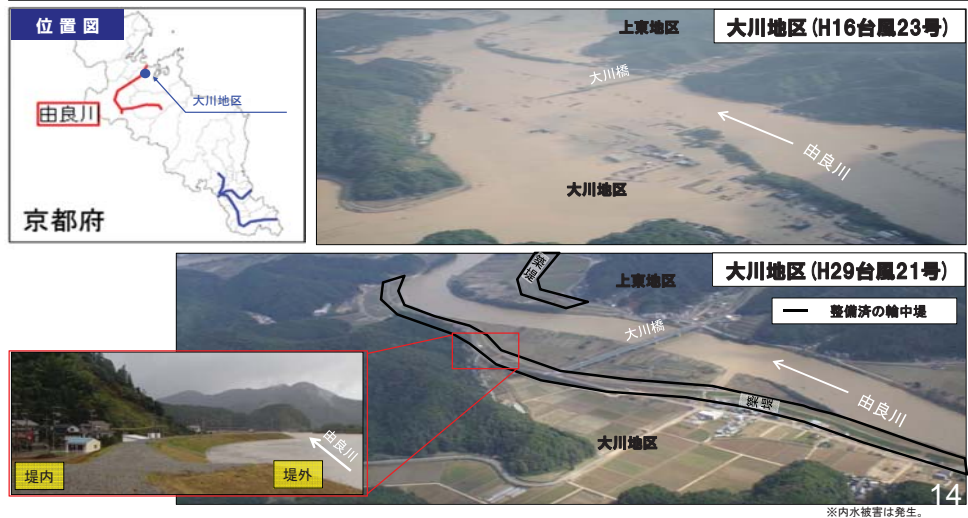 位置図
大川地区
由良川
京都府
大川地区(H16台風23号)
上東地区
大川橋
由良川
大川地区
大川地区(H29台風21号)
整備済の輪中堤
築堤
上東地区
大川橋
由良川
築堤
大川地区
由良川
堤内
堤外
14
※内水被害は発生。